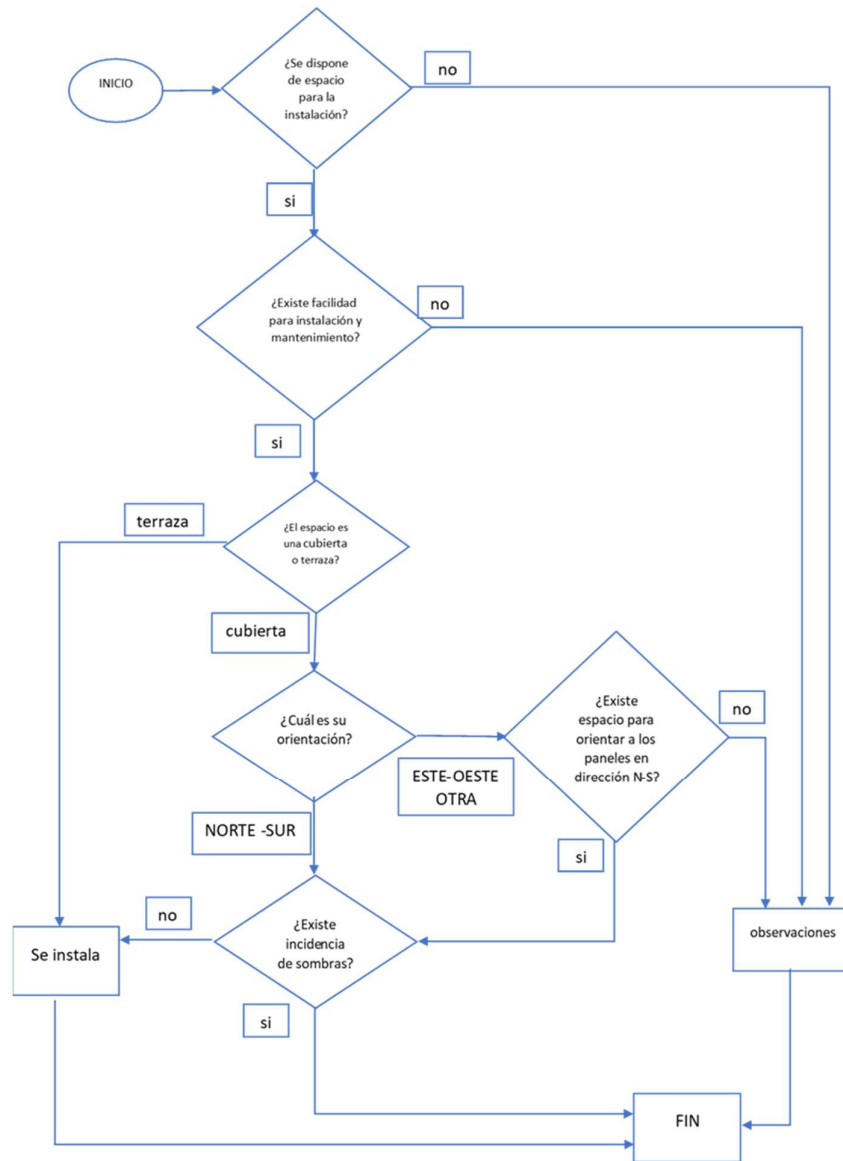 INICIO
¿Se dispone
de espacio
para la
instalación?
no
si
¿Existe facilidad
para instalación y
mantenimiento?
no
si
terraza
¿El espacio es
una cubierta
o terraza?
cubierta
¿Cuál es su
orientación?
ESTE-OESTE
OTRA
¿Existe
espacio para
orientar a los
paneles en
dirección N-S?
no
NORTE -SUR
si
¿Existe
incidencia
de sombras?
no
Se instala
observaciones
si
FIN